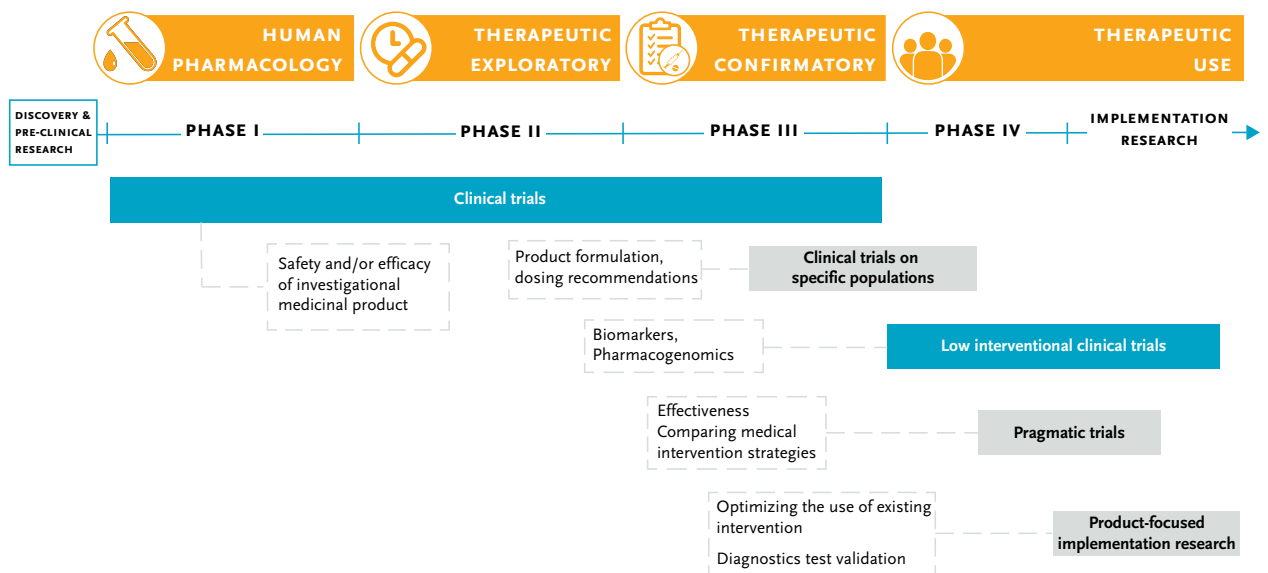 HUMAN
PHARMACOLOGY
THERAPEUTIC
EXPLORATORY
THERAPEUTIC
CONFIRMATORY
THERAPEUTIC
USE
DISCOVERY &
PRE-CLINICAL
RESEARCH
PHASE I
PHASE II
PHASE III
PHASE IV
IMPLEMENTATION
RESEARCH
Clinical trials
Safety and/or efficacy
of investigational
medicinal product
Product formulation,
dosing recommendations
Clinical trials on
specific populations
Biomarkers,
Pharmacogenomics
Low interventional clinical trials
Effectiveness
Comparing medical
intervention strategies
Pragmatic trials
Optimizing the use of existing
intervention
Diagnostics test validation
Product-focused
implementation research